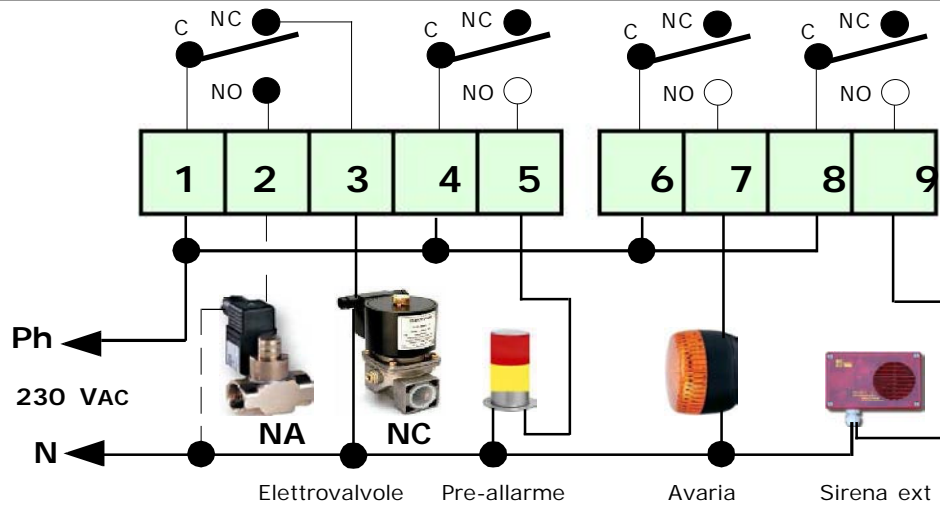 C NC C NC C NC C NC
NO NO NO NO
1 2 3 4 5 6 7 8 9
Ph
230 VAC
NA NC
N
Elettrovalvole Pre-allarme Avaria Sirena ext